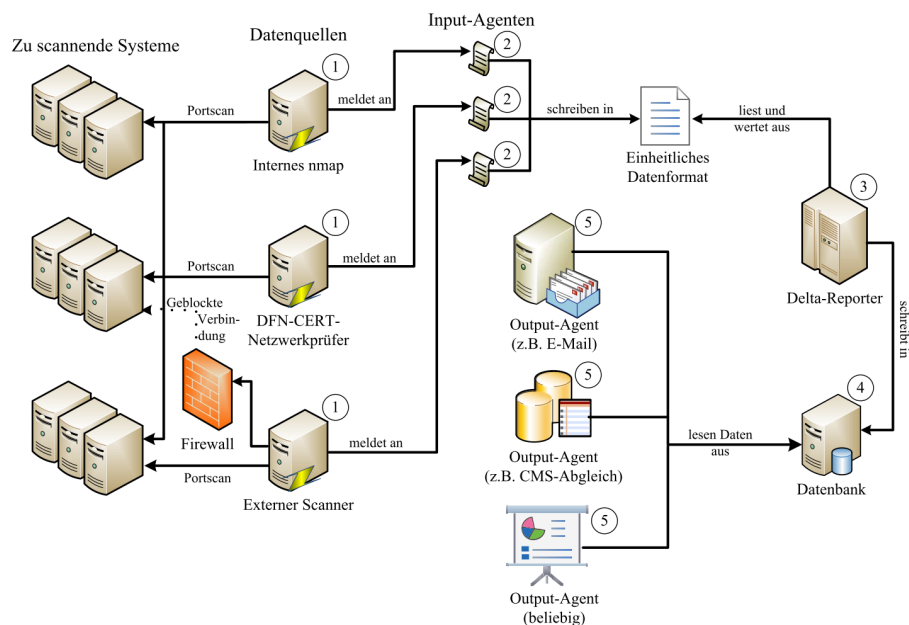 Zu scannende Systeme
Datenquellen
Input-Agenten
1
2
meldet an
Portscan
Internes nmap
2
2
schreiben in
Einheitliches
Datenformat
liest und
wertet aus
3
Delta-Reporter
schreibt in
1
Portscan
meldet an
DFN-CERT-
Netzwerkprüfer
Geblockte
Verbin-
dung
Firewall
1
meldet an
Portscan
Externer Scanner
5
Output-Agent
(z.B. E-Mail)
5
Output-Agent
(z.B. CMS-Abgleich)
5
Output-Agent
(beliebig)
lesen Daten
aus
4
Datenbank